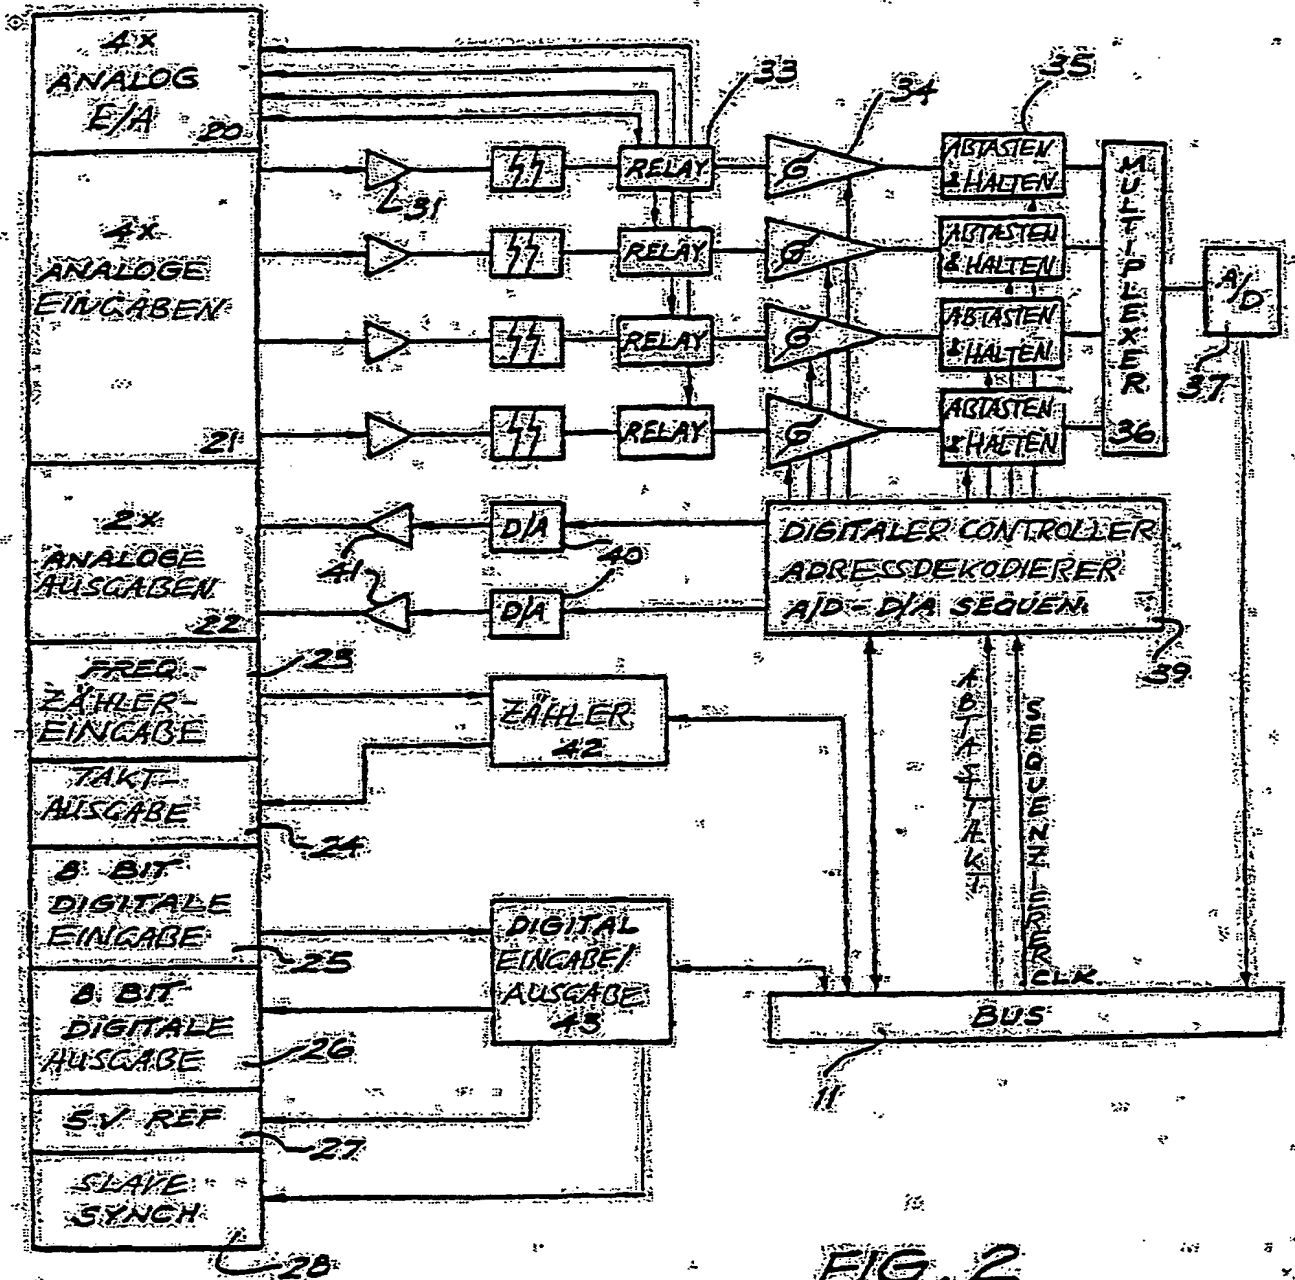 4X
ANALOG
E/A
20
4X
ANALOGE
EINGABEN
21
2X
ANALOGE
AUSGABEN
22
FREQ.-
ZÄHLER-
EINGABE
23
TAKT-
AUSGABE
24
8 BIT
DIGITALE
EINGABE
25
8 BIT
DIGITALE
AUSGABE
26
5V REF
27
SLAVE
SYNCH
28
31
RELAY
RELAY
RELAY
RELAY
33
G
G
G
G
34
ABTASTEN
& HALTEN
ABTASTEN
& HALTEN
ABTASTEN
& HALTEN
ABTASTEN
& HALTEN
35
MULTIPLEXER
36
A/D
37
D/A
D/A
40
41
DIGITALER CONTROLLER
ADRESSDEKODIERER
A/D-D/A SEQUEN.
39
ZÄHLER
42
DIGITAL
EINGABE/
AUSGABE
43
ABTASTTAKT
SEQUENZIERER
CLK.
BUS
11
FIG. 2